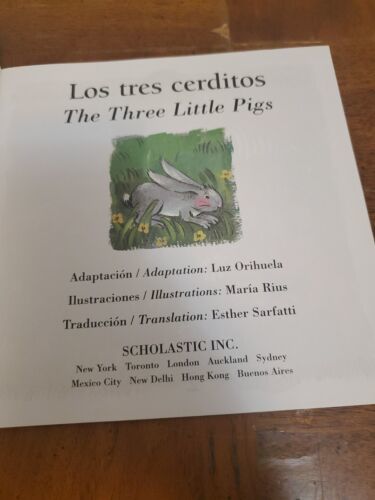 Los tres cerditos
The Three Little Pigs
Adaptación / Adaptation: Luz Orihuela
Ilustraciones / Illustrations: María Rius
Traducción / Translation: Esther Sarfatti
SCHOLASTIC INC.
New York Toronto London Auckland Sydney
Mexico City New Delhi Hong Kong Buenos Aires